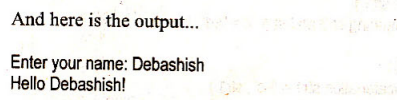 And here is the output...
Enter your name: Debashish
Hello Debashish!